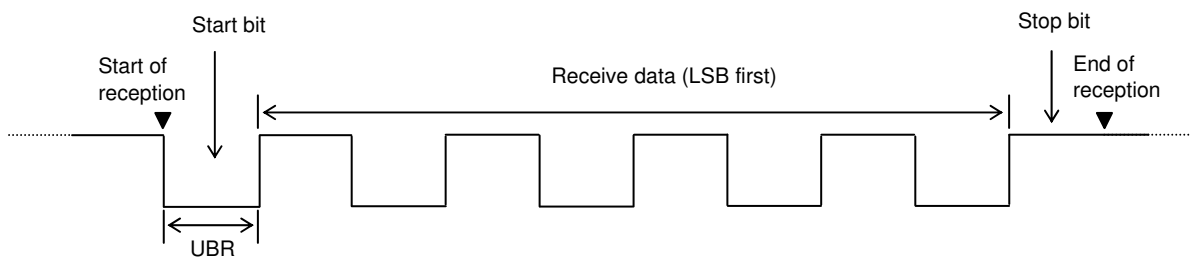 Start bit
Stop bit
Start of
reception
Receive data (LSB first)
End of
reception
UBR